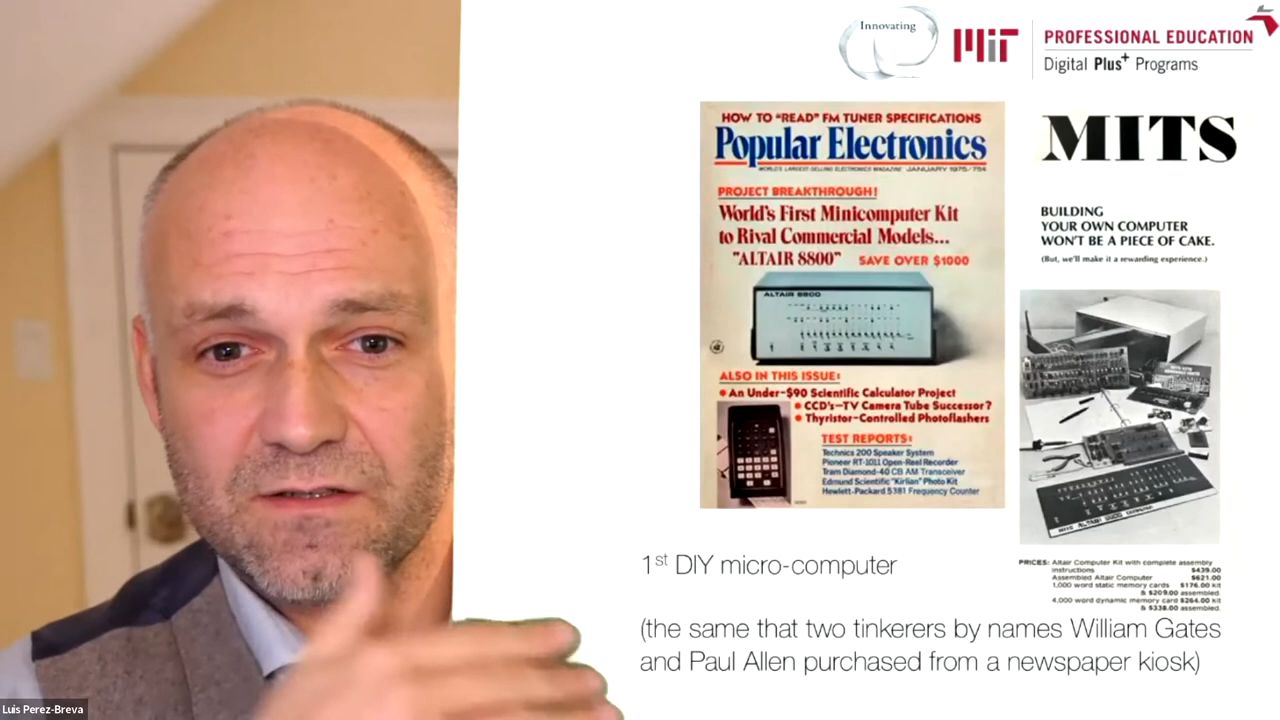 Innovating
MIT
PROFESSIONAL EDUCATION
Digital Plus+ Programs
HOW TO "READ" FM TUNER SPECIFICATIONS
Popular Electronics
WORLD'S LARGEST-SELLING ELECTRONICS MAGAZINE JANUARY 1975/75¢
PROJECT BREAKTHROUGH!
World's First Minicomputer Kit
to Rival Commercial Models...
"ALTAIR 8800" SAVE OVER $1000
ALTAIR 8800
ALSO IN THIS ISSUE:
• An Under-$90 Scientific Calculator Project
• CCD's—TV Camera Tube Successor?
• Thyristor-Controlled Photoflashers
TEST REPORTS:
Technics 200 Speaker System
Pioneer RT-1011 Open-Reel Recorder
Tram Diamond-40 CB AM Transceiver
Edmund Scientific "Kirlian" Photo Kit
Hewlett-Packard 5381 Frequency Counter
MITS
BUILDING
YOUR OWN COMPUTER
WON'T BE A PIECE OF CAKE.
(But, we'll make it a rewarding experience.)
MITS ALTAIR 8800 COMPUTER
PRICES: Altair Computer Kit with complete assembly
instructions $439.00
Assembled Altair Computer $621.00
1,000 word static memory cards $176.00 kit
& $209.00 assembled.
4,000 word dynamic memory card $264.00 kit
& $338.00 assembled.
1st DIY micro-computer
(the same that two tinkerers by names William Gates
and Paul Allen purchased from a newspaper kiosk)
Luis Perez-Breva